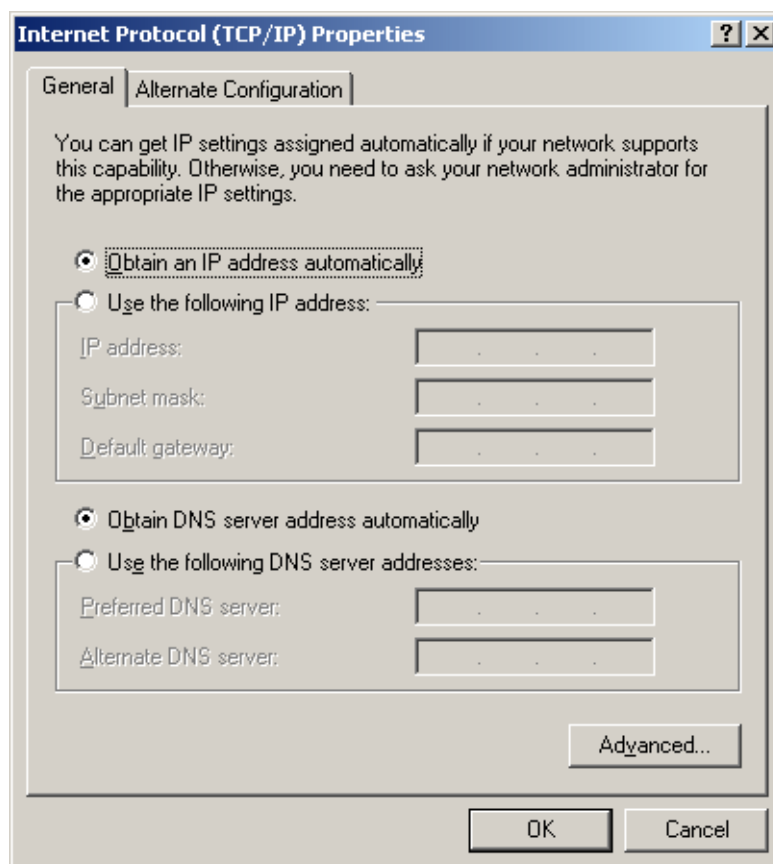 Internet Protocol (TCP/IP) Properties
General
Alternate Configuration
You can get IP settings assigned automatically if your network supports
this capability. Otherwise, you need to ask your network administrator for
the appropriate IP settings.
Obtain an IP address automatically
Use the following IP address:
IP address:
Subnet mask:
Default gateway:
Obtain DNS server address automatically
Use the following DNS server addresses:
Preferred DNS server:
Alternate DNS server:
Advanced...
OK
Cancel